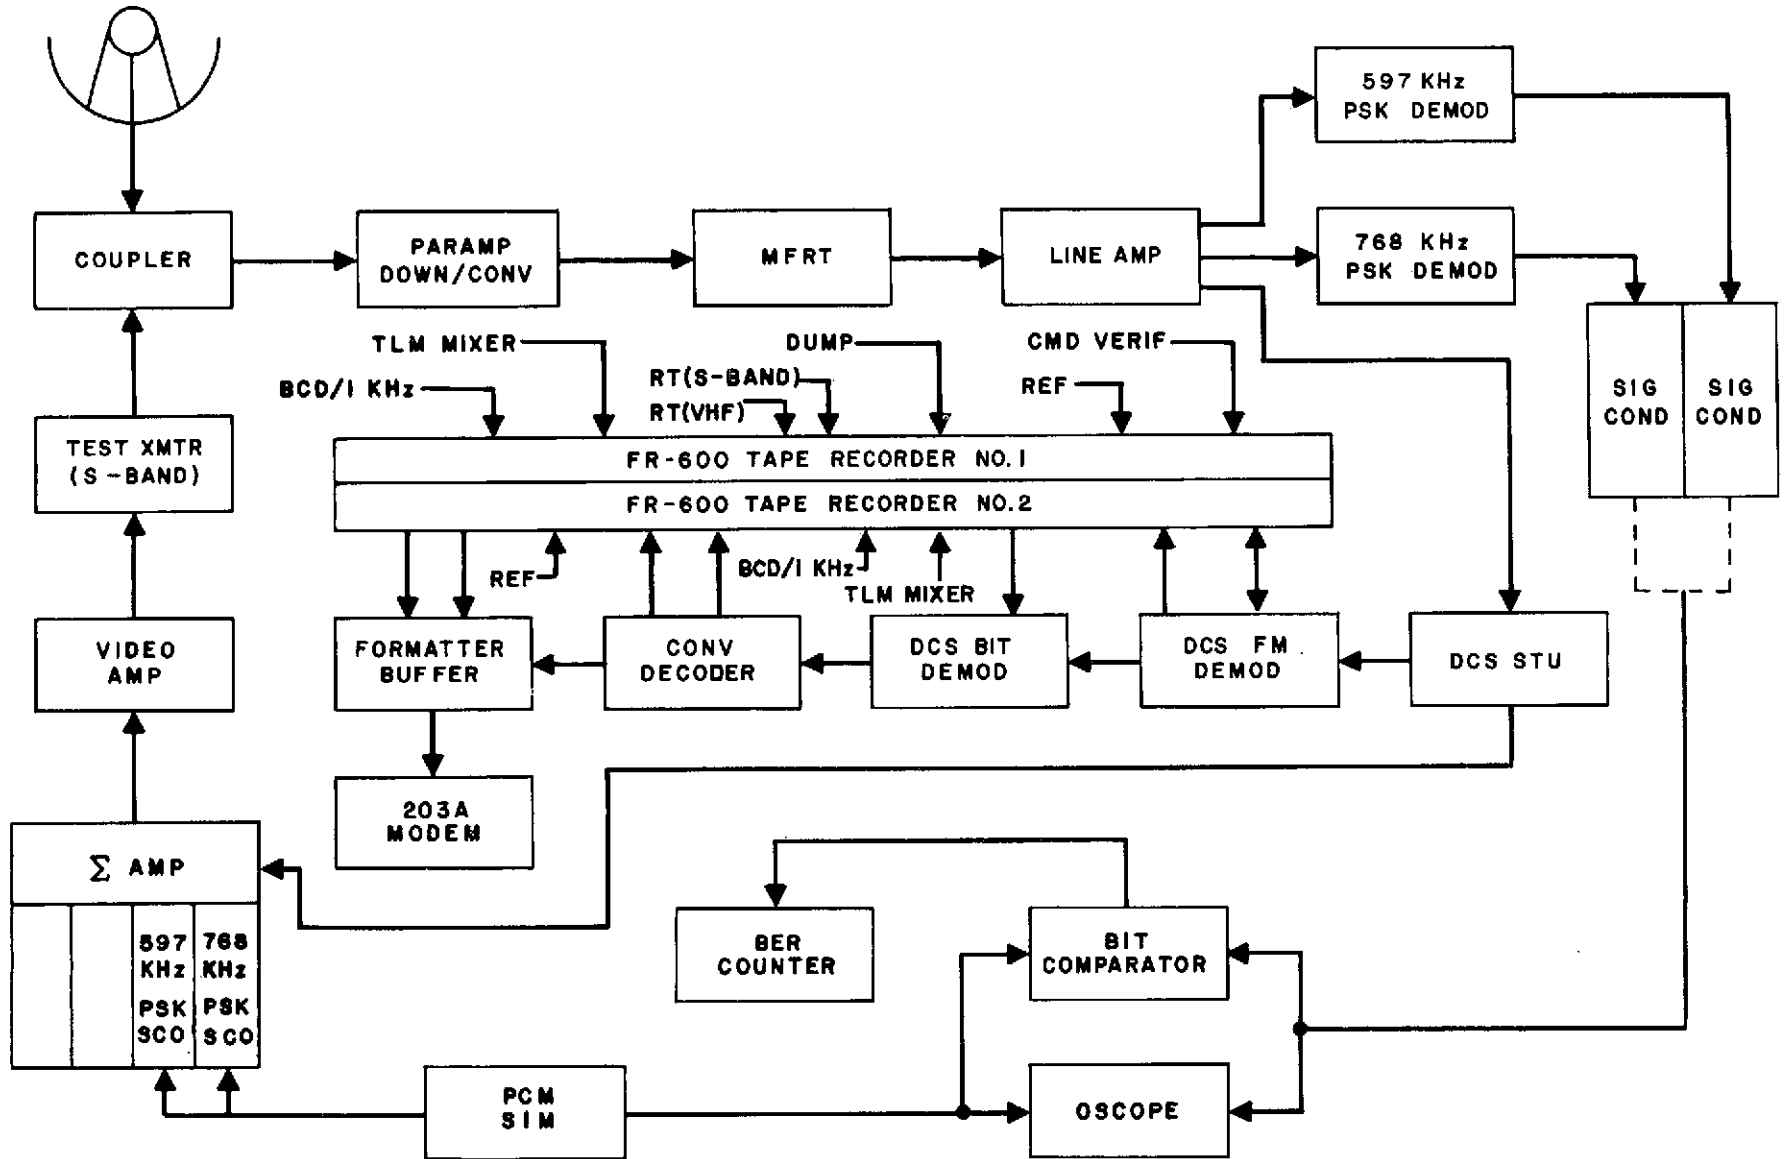 597 KHz
PSK DEMOD
COUPLER
PARAMP
DOWN/CONV
MFRT
LINE AMP
768 KHz
PSK DEMOD
TLM MIXER
DUMP
CMD VERIF
BCD/1 KHz
RT(S-BAND)
RT(VHF)
REF
SIG
COND
SIG
COND
TEST XMTR
(S-BAND)
FR-600 TAPE RECORDER NO.1
FR-600 TAPE RECORDER NO.2
REF
BCD/1 KHz
TLM MIXER
VIDEO
AMP
FORMATTER
BUFFER
CONV
DECODER
DCS BIT
DEMOD
DCS FM
DEMOD
DCS STU
203A
MODEM
Σ AMP
597
KHz
PSK
SCO
768
KHz
PSK
SCO
BER
COUNTER
BIT
COMPARATOR
PCM
SIM
OSCOPE